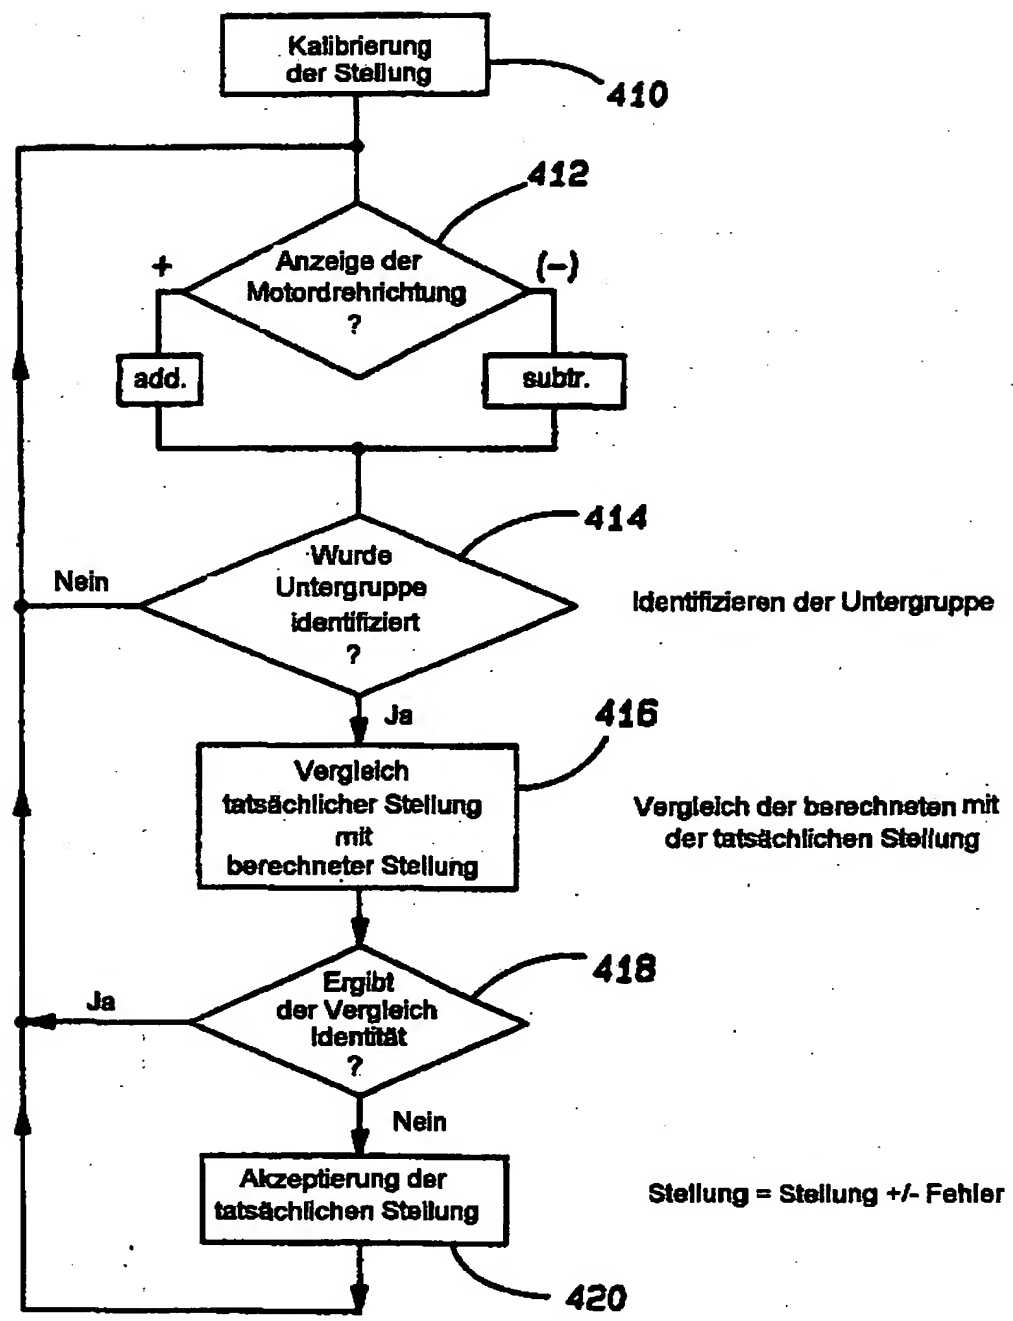 Kalibrierung
der Stellung
410
412
+
(-)
Anzeige der
Motordrehrichtung
?
add.
subtr.
414
Wurde
Untergruppe
identifiziert
?
Nein
Identifizieren der Untergruppe
Ja
416
Vergleich
tatsächlicher Stellung
mit
berechneter Stellung
Vergleich der berechneten mit
der tatsächlichen Stellung
418
Ergibt
der Vergleich
Identität
?
Ja
Nein
Akzeptierung der
tatsächlichen Stellung
Stellung = Stellung +/- Fehler
420